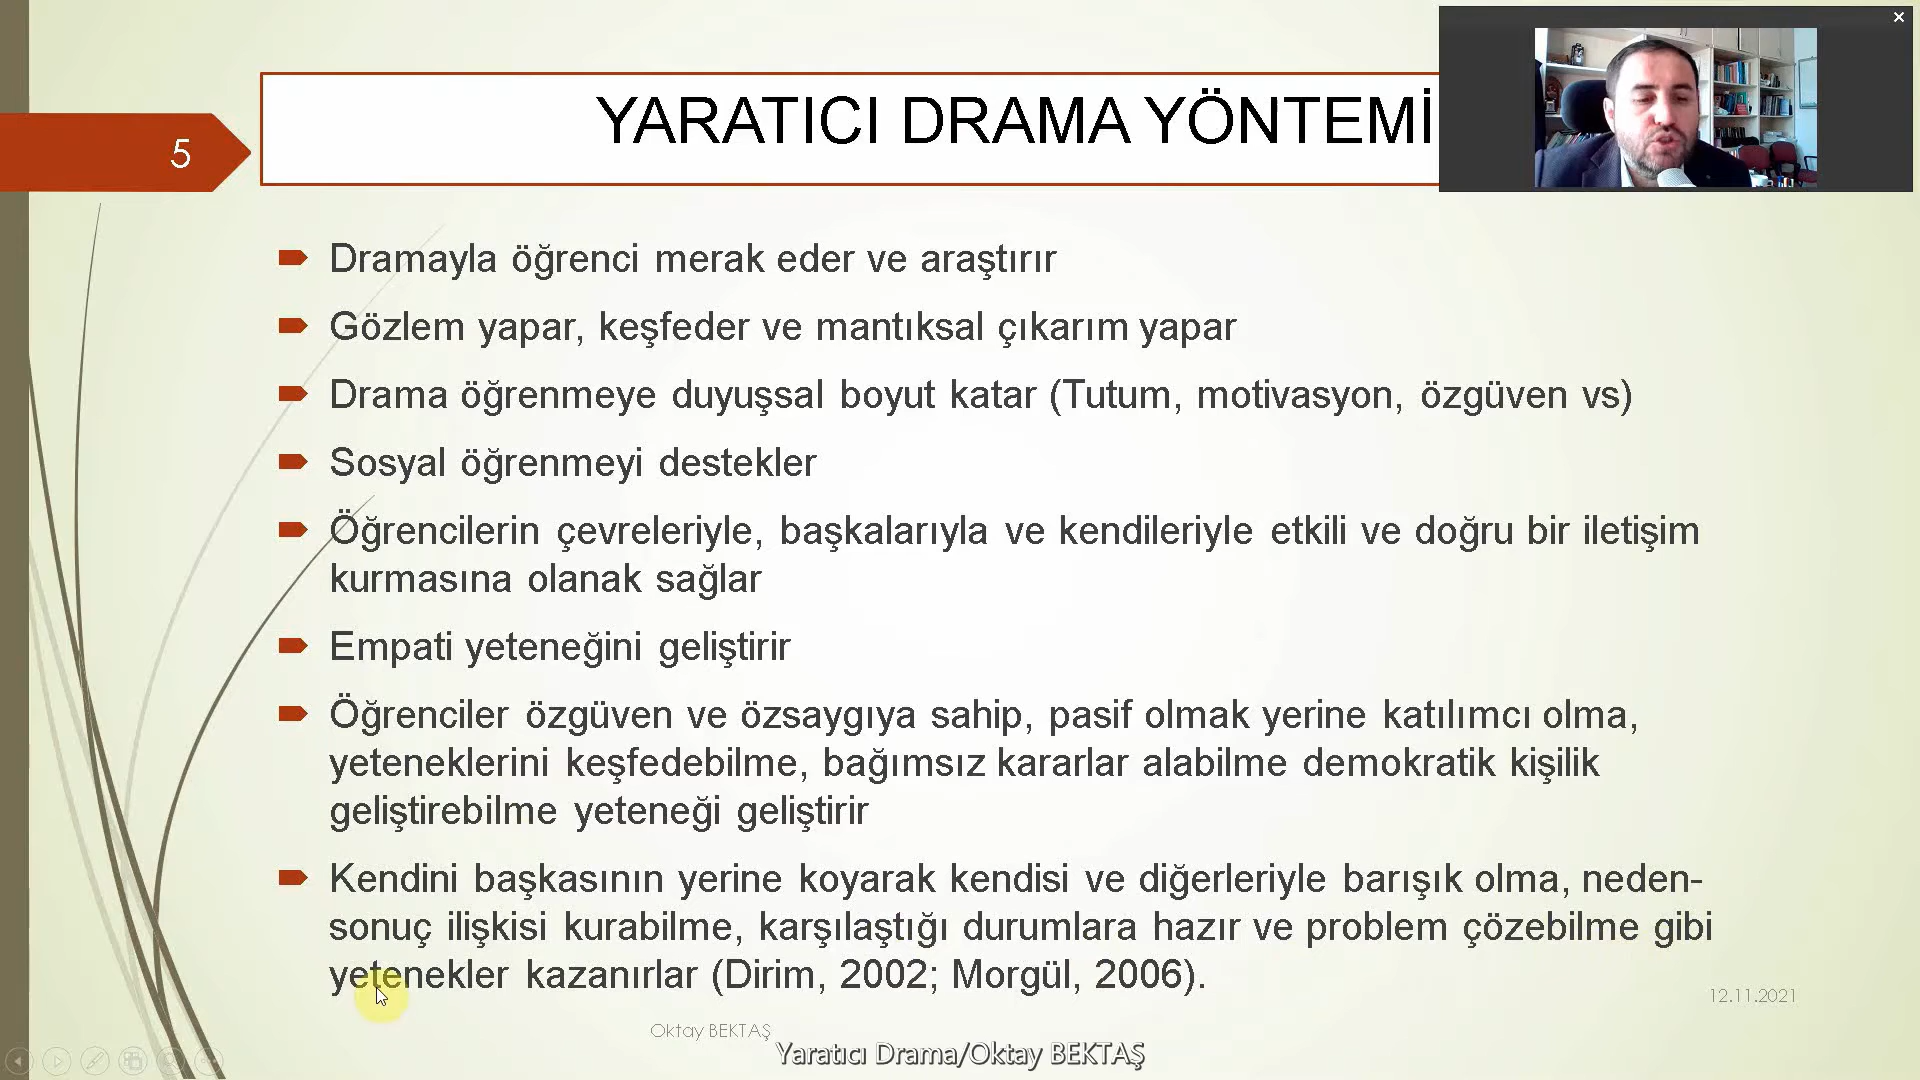 5
YARATICI DRAMA YÖNTEMİ
Dramayla öğrenci merak eder ve araştırır
Gözlem yapar, keşfeder ve mantıksal çıkarım yapar
Drama öğrenmeye duyuşsal boyut katar (Tutum, motivasyon, özgüven vs)
Sosyal öğrenmeyi destekler
Öğrencilerin çevreleriyle, başkalarıyla ve kendileriyle etkili ve doğru bir iletişim
kurmasına olanak sağlar
Empati yeteneğini geliştirir
Öğrenciler özgüven ve özsaygıya sahip, pasif olmak yerine katılımcı olma,
yeteneklerini keşfedebilme, bağımsız kararlar alabilme demokratik kişilik
geliştirebilme yeteneği geliştirir
Kendini başkasının yerine koyarak kendisi ve diğerleriyle barışık olma, neden-
sonuç ilişkisi kurabilme, karşılaştığı durumlara hazır ve problem çözebilme gibi
yetenekler kazanırlar (Dirim, 2002; Morgül, 2006).
12.11.2021
Oktay BEKTAŞ
Yaratıcı Drama/Oktay BEKTAŞ